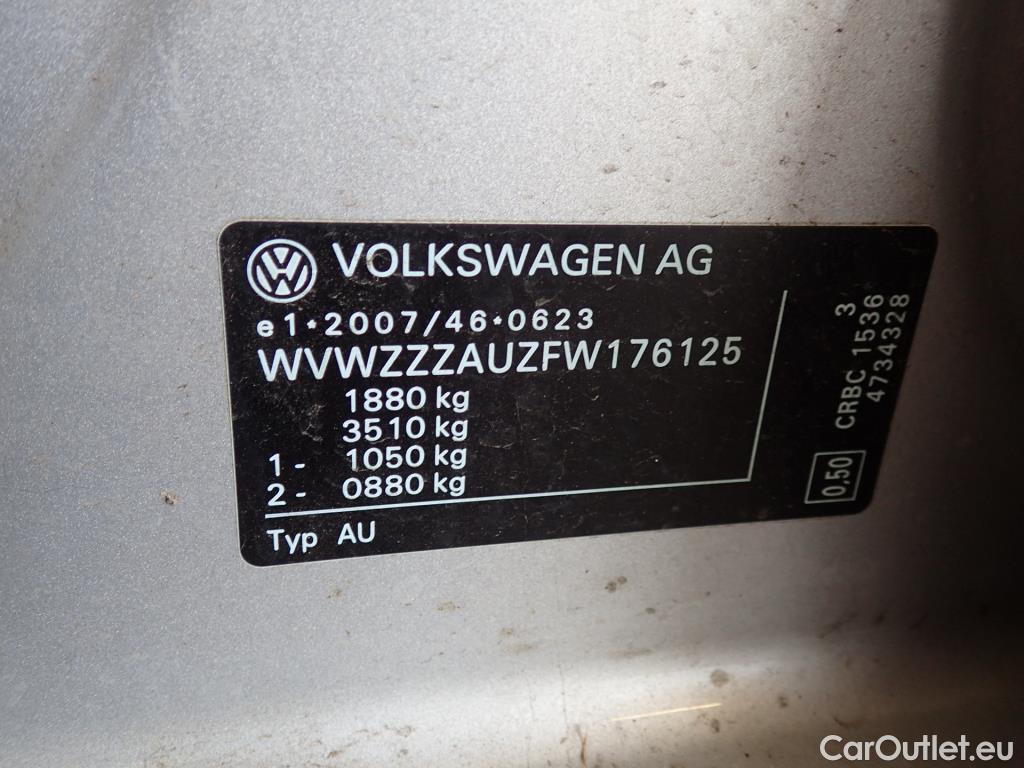 VOLKSWAGEN AG
e1*2007/46*0623
WVWZZZAUZFW176125
1880 kg
3510 kg
1- 1050 kg
2- 0880 kg
Typ AU
3
CRBC 1536
4734328
0,50
CarOutlet.eu